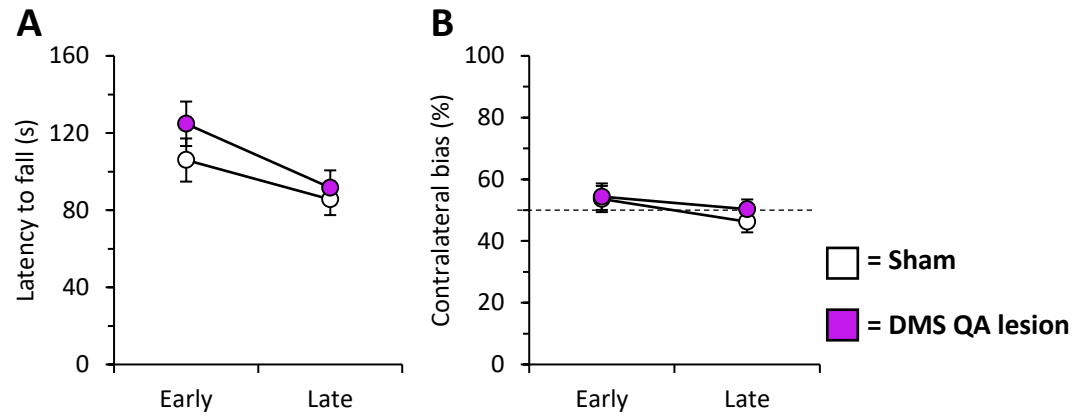 A
Latency to fall (s)
160
120
80
40
0
Early Late
B
Contralateral bias (%)
100
80
60
40
20
0
Early Late
= Sham
= DMS QA lesion